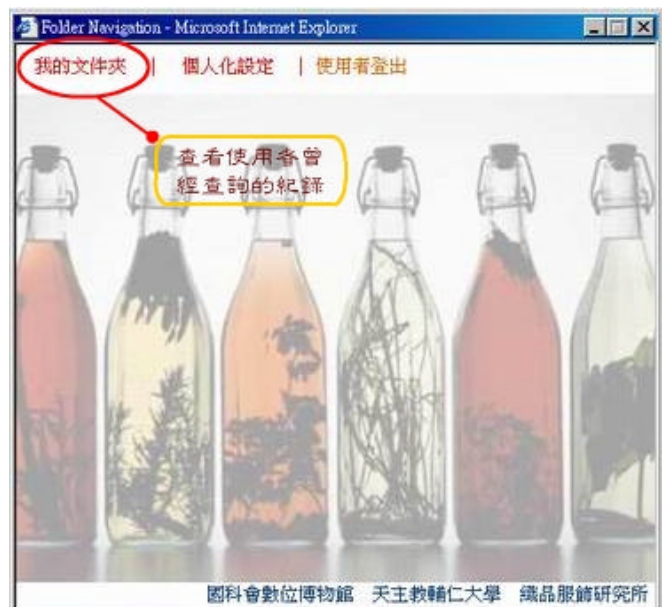 Folder Navigation - Microsoft Internet Explorer
我的文件夾 | 個人化設定 | 使用者登出
查看使用者曾
經查詢的紀錄
國科會數位博物館 天主教輔仁大學 織品服飾研究所